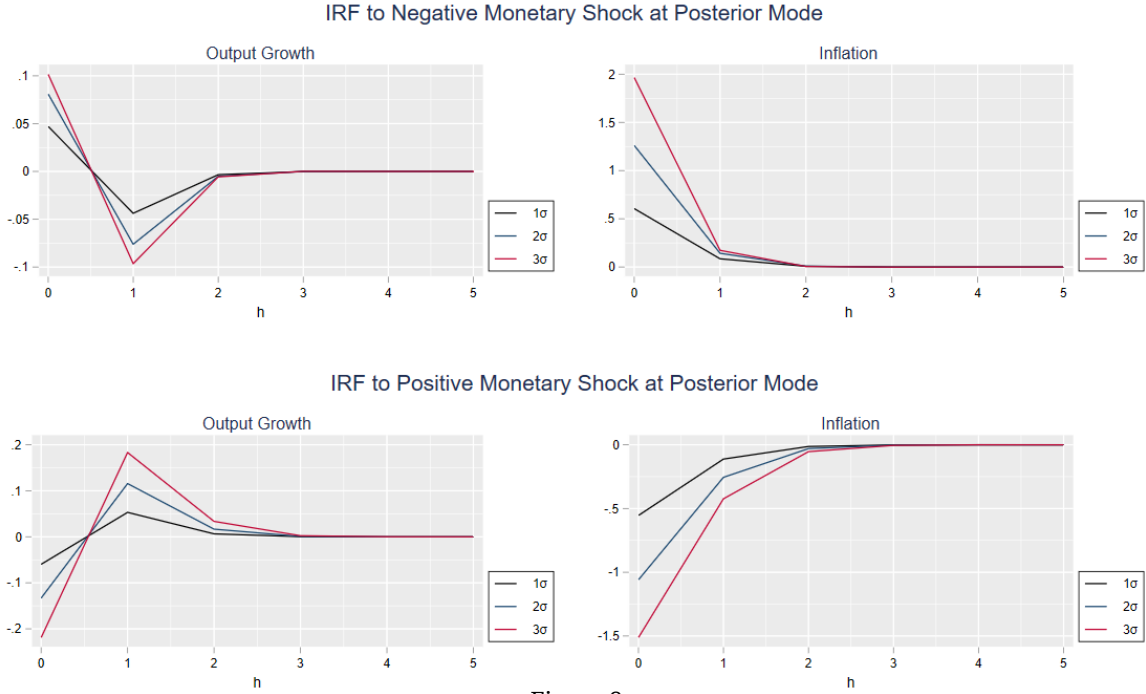 IRF to Negative Monetary Shock at Posterior Mode
Output Growth
.1
.05
0
-.05
-.1
0 1 2 3 4 5
h
1σ
2σ
3σ
Inflation
2
1.5
1
.5
0
0 1 2 3 4 5
h
1σ
2σ
3σ
IRF to Positive Monetary Shock at Posterior Mode
Output Growth
.2
.1
0
-.1
-.2
0 1 2 3 4 5
h
1σ
2σ
3σ
Inflation
0
-.5
-1
-1.5
0 1 2 3 4 5
h
1σ
2σ
3σ